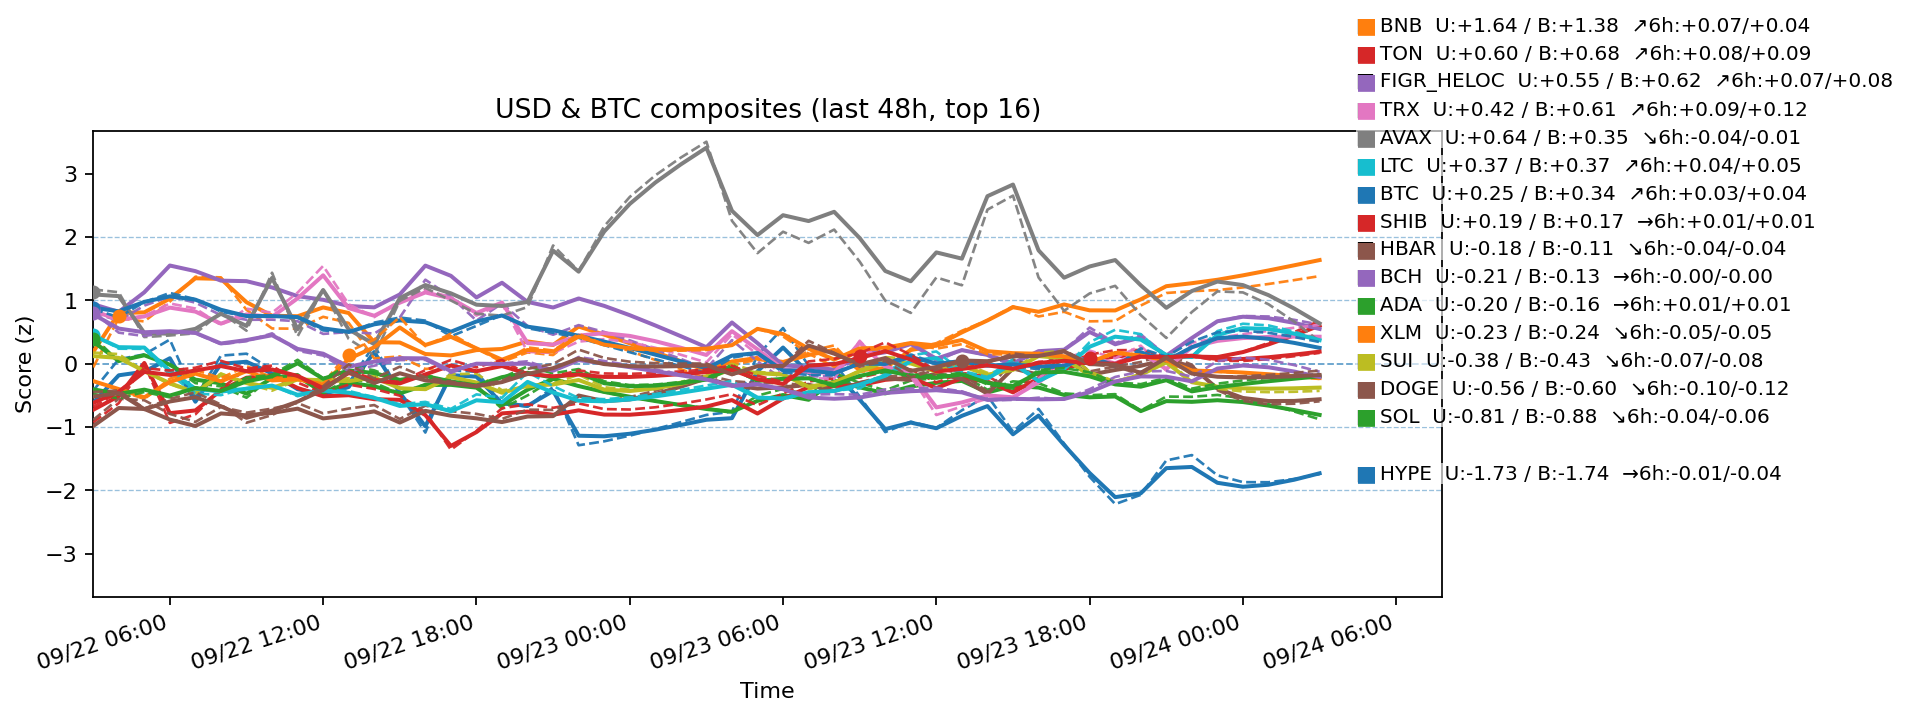 BNB  U:+1.64 / B:+1.38  ↗6h:+0.07/+0.04
TON  U:+0.60 / B:+0.68  ↗6h:+0.08/+0.09
FIGR_HELOC  U:+0.55 / B:+0.62  ↗6h:+0.07/+0.08
TRX  U:+0.42 / B:+0.61  ↗6h:+0.09/+0.12
AVAX  U:+0.64 / B:+0.35  ↘6h:-0.04/-0.01
LTC  U:+0.37 / B:+0.37  ↗6h:+0.04/+0.05
BTC  U:+0.25 / B:+0.34  ↗6h:+0.03/+0.04
SHIB  U:+0.19 / B:+0.17  →6h:+0.01/+0.01
HBAR  U:-0.18 / B:-0.11  ↘6h:-0.04/-0.04
BCH  U:-0.21 / B:-0.13  →6h:-0.00/-0.00
ADA  U:-0.20 / B:-0.16  →6h:+0.01/+0.01
XLM  U:-0.23 / B:-0.24  ↘6h:-0.05/-0.05
SUI  U:-0.38 / B:-0.43  ↘6h:-0.07/-0.08
DOGE  U:-0.56 / B:-0.60  ↘6h:-0.10/-0.12
SOL  U:-0.81 / B:-0.88  ↘6h:-0.04/-0.06
HYPE  U:-1.73 / B:-1.74  →6h:-0.01/-0.04
USD & BTC composites (last 48h, top 16)
Score (z)
3
2
1
0
−1
−2
−3
09/22 06:00
09/22 12:00
09/22 18:00
09/23 00:00
09/23 06:00
09/23 12:00
09/23 18:00
09/24 00:00
09/24 06:00
Time